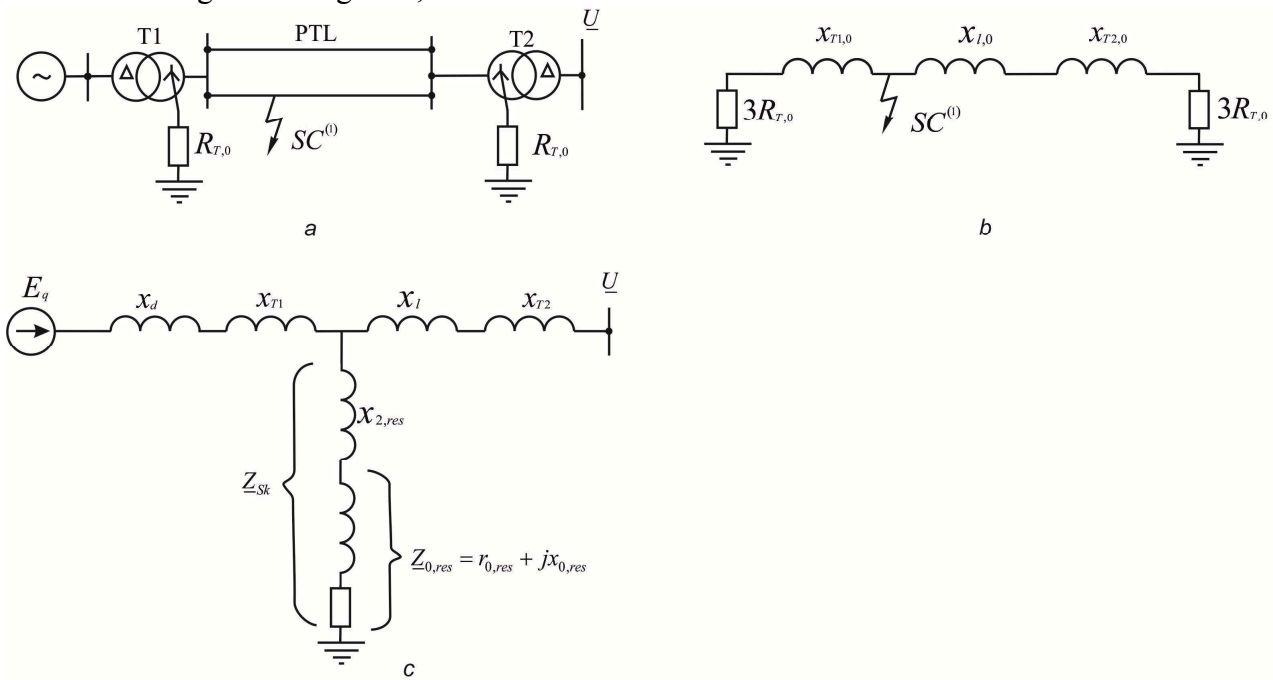 T1
PTL
T2
U
R_{T,0}
SC^{(1)}
R_{T,0}
a
x_{T1,0}
x_{l,0}
x_{T2,0}
3R_{T,0}
SC^{(1)}
3R_{T,0}
b
E_q
x_d
x_{T1}
x_l
x_{T2}
U
x_{2,res}
Z_{Sk}
Z_{0,res} = r_{0,res} + jx_{0,res}
c